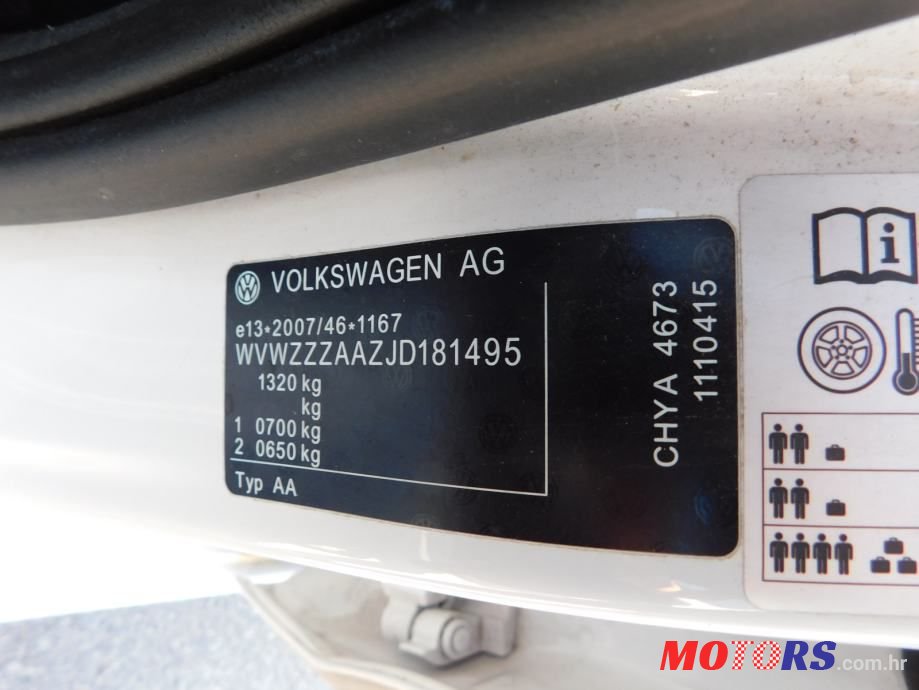 VOLKSWAGEN AG
e13*2007/46*1167
WVWZZZAAZJD181495
1320 kg
kg
1 0700 kg
2 0650 kg
Typ AA
CHYA 4673
1110415
i
MOTORS.com.hr